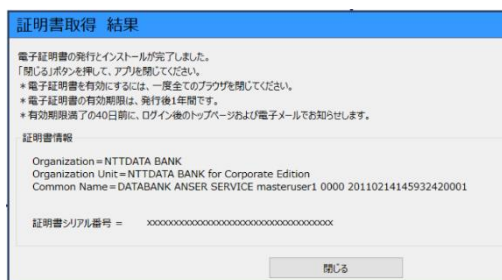 証明書取得 結果
電子証明書の発行とインストールが完了しました。
「閉じる」ボタンを押して、アプリを閉じてください。
＊電子証明書を有効にするには、一度全てのブラウザを閉じてください。
＊電子証明書の有効期限は、発行後1年間です。
＊有効期限満了の40日前に、ログイン後のトップページおよび電子メールでお知らせします。
証明書情報
Organization=NTTDATA BANK
Organization Unit=NTTDATA BANK for Corporate Edition
Common Name=DATABANK ANSER SERVICE masteruser1 0000 20110214145932420001
証明書シリアル番号 = xxxxxxxxxxxxxxxxxxxxxxxxxxxxxxxxxx
閉じる